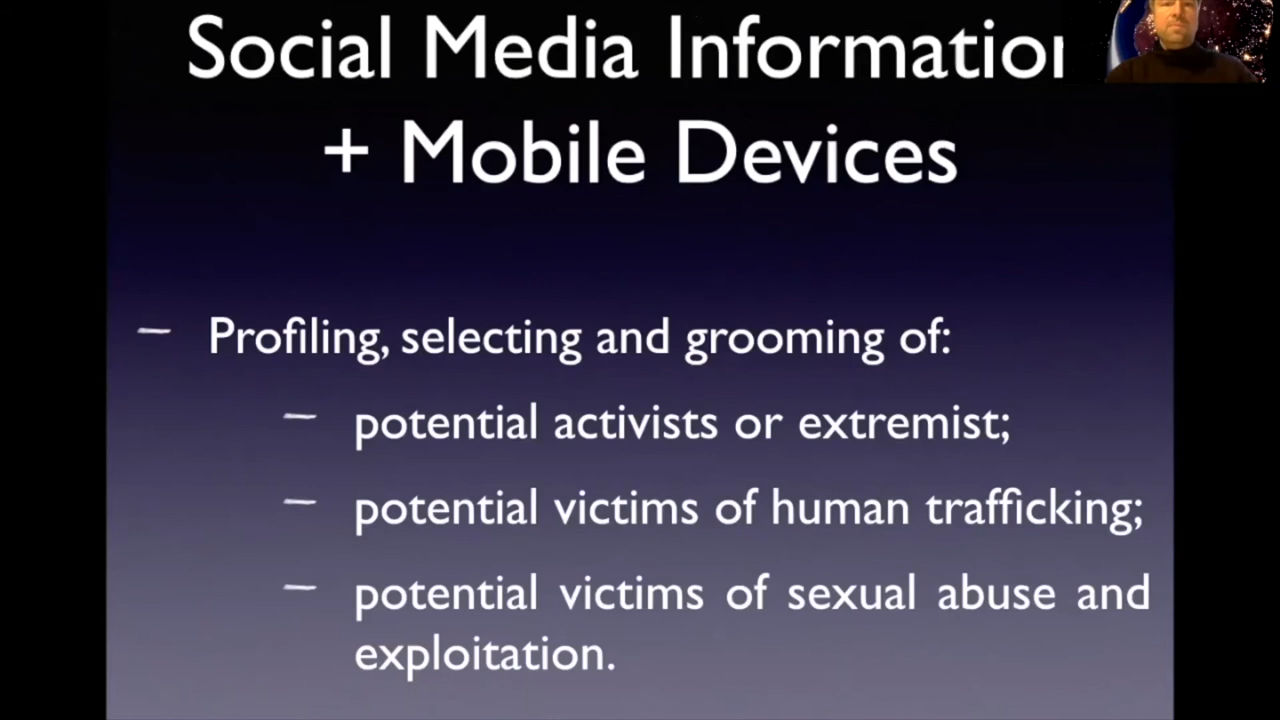 Social Media Information
+ Mobile Devices
– Profiling, selecting and grooming of:
– potential activists or extremist;
– potential victims of human trafficking;
– potential victims of sexual abuse and
exploitation.